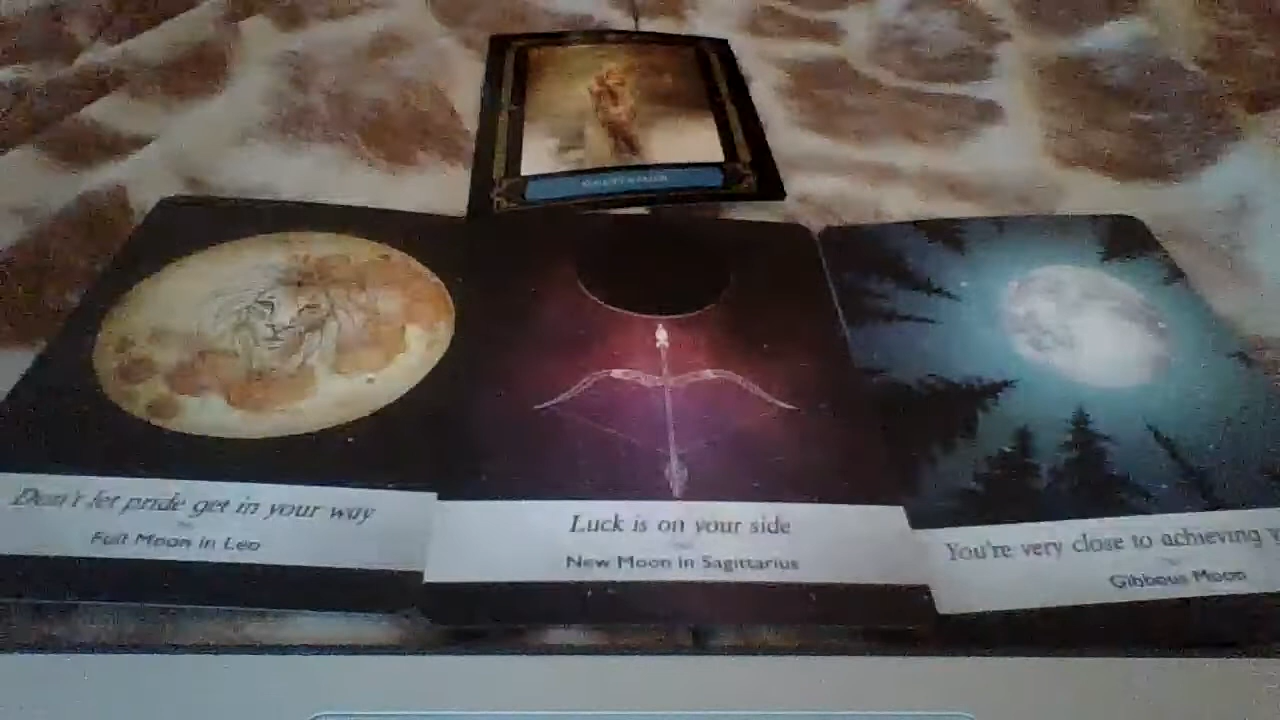 Don't let pride get in your way
Full Moon in Leo
Luck is on your side
New Moon in Sagittarius
You're very close to achieving
Gibbous Moon